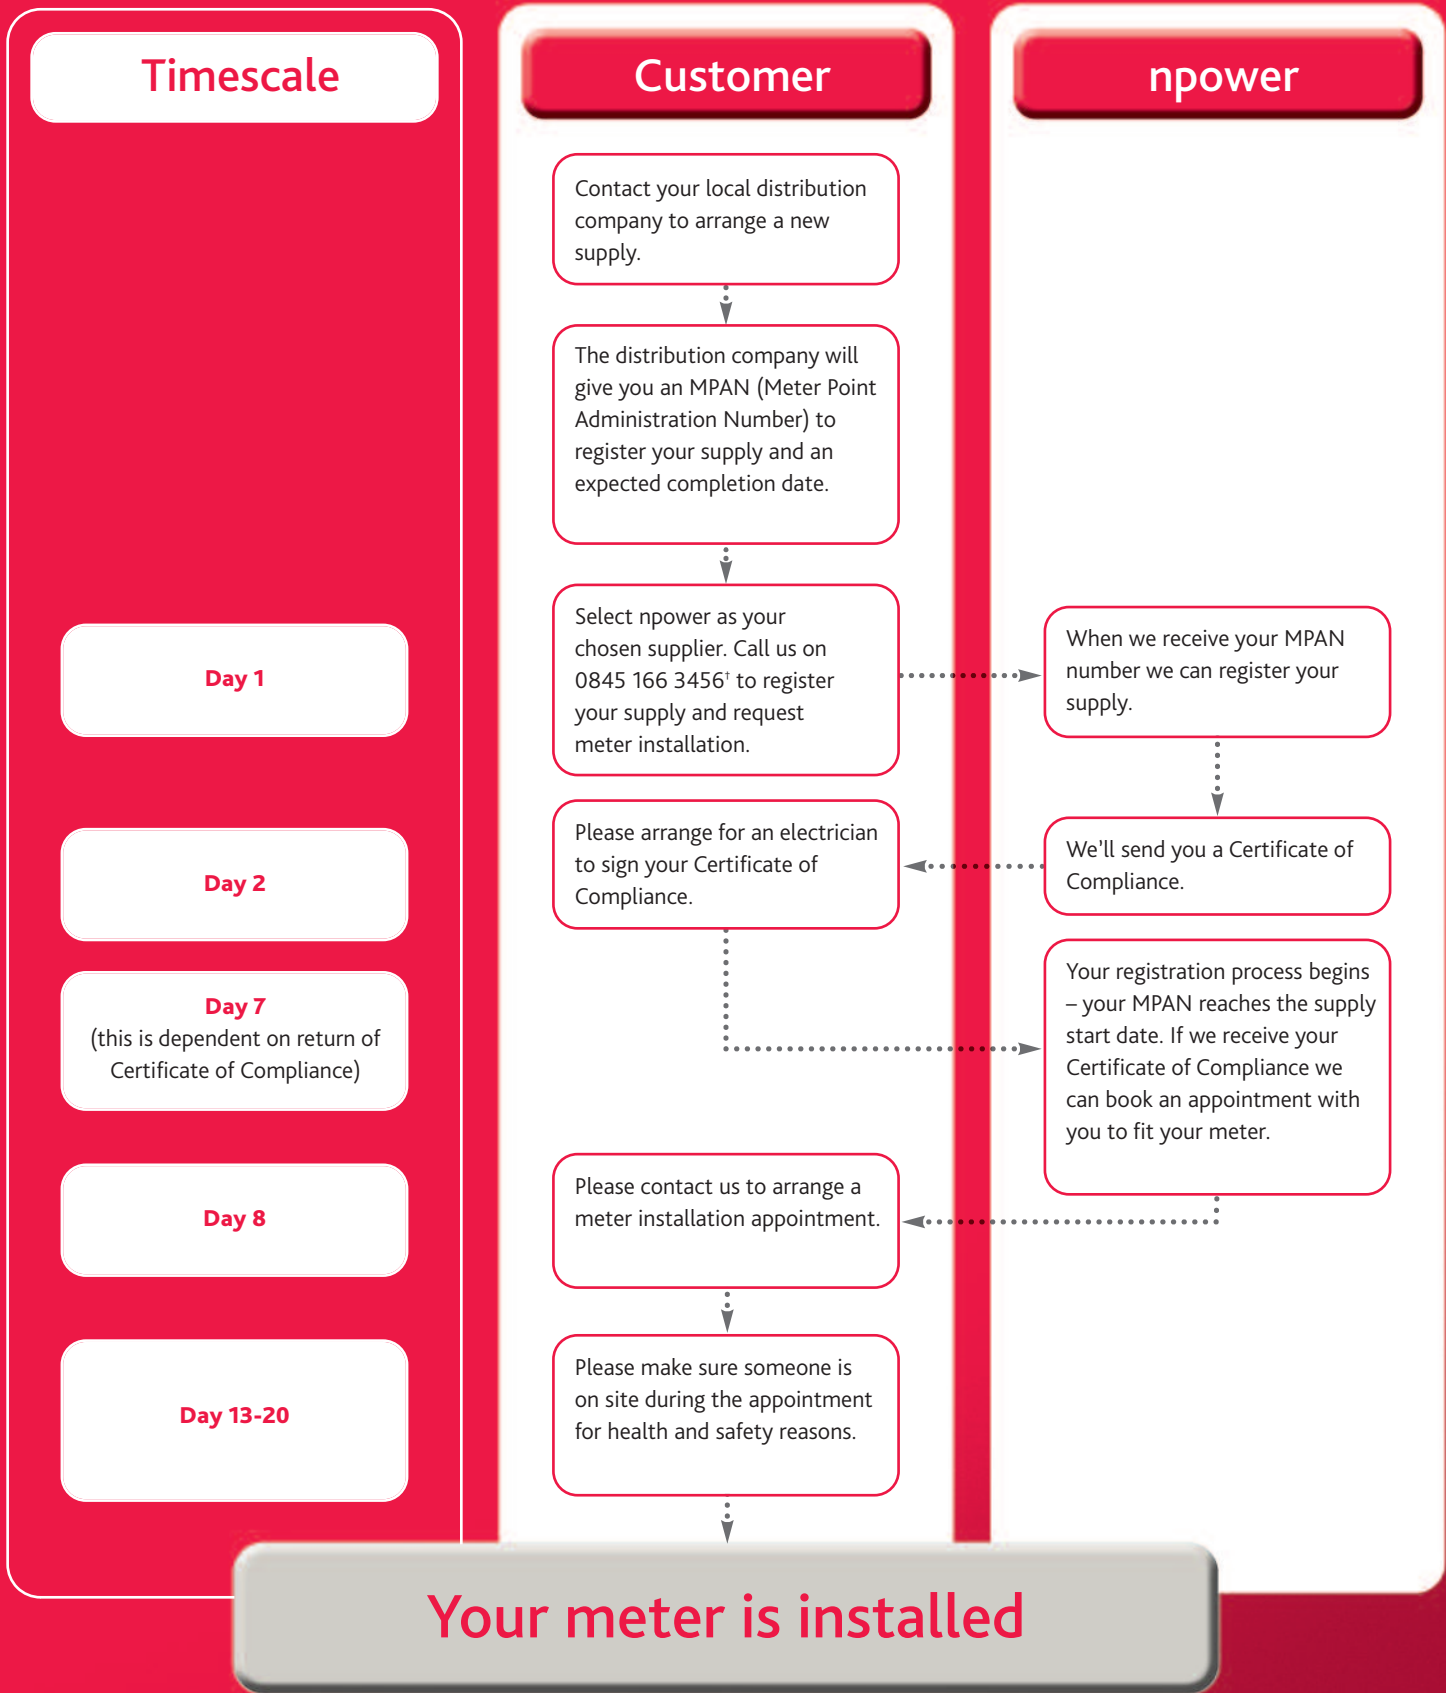 Timescale
Customer
npower
Contact your local distribution
company to arrange a new
supply.
The distribution company will
give you an MPAN (Meter Point
Administration Number) to
register your supply and an
expected completion date.
Day 1
Select npower as your
chosen supplier. Call us on
0845 166 3456† to register
your supply and request
meter installation.
When we receive your MPAN
number we can register your
supply.
Day 2
Please arrange for an electrician
to sign your Certificate of
Compliance.
We'll send you a Certificate of
Compliance.
Day 7
(this is dependent on return of
Certificate of Compliance)
Your registration process begins
– your MPAN reaches the supply
start date. If we receive your
Certificate of Compliance we
can book an appointment with
you to fit your meter.
Day 8
Please contact us to arrange a
meter installation appointment.
Day 13-20
Please make sure someone is
on site during the appointment
for health and safety reasons.
Your meter is installed